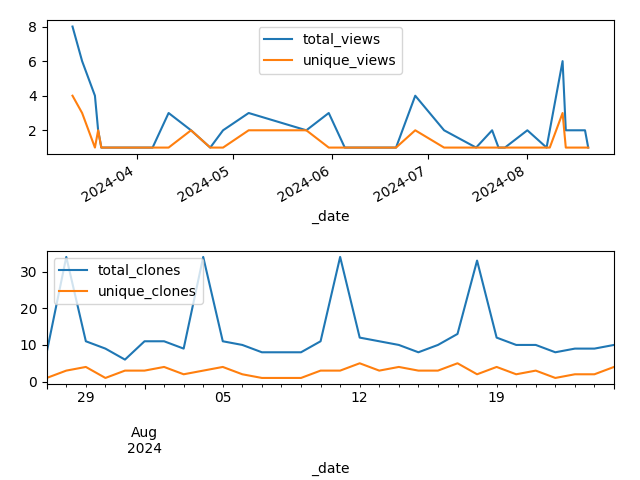 8
6
4
2
total_views
unique_views
2024-04
2024-05
2024-06
2024-07
2024-08
_date
30
20
10
0
total_clones
unique_clones
29
05
12
19
Aug
2024
_date